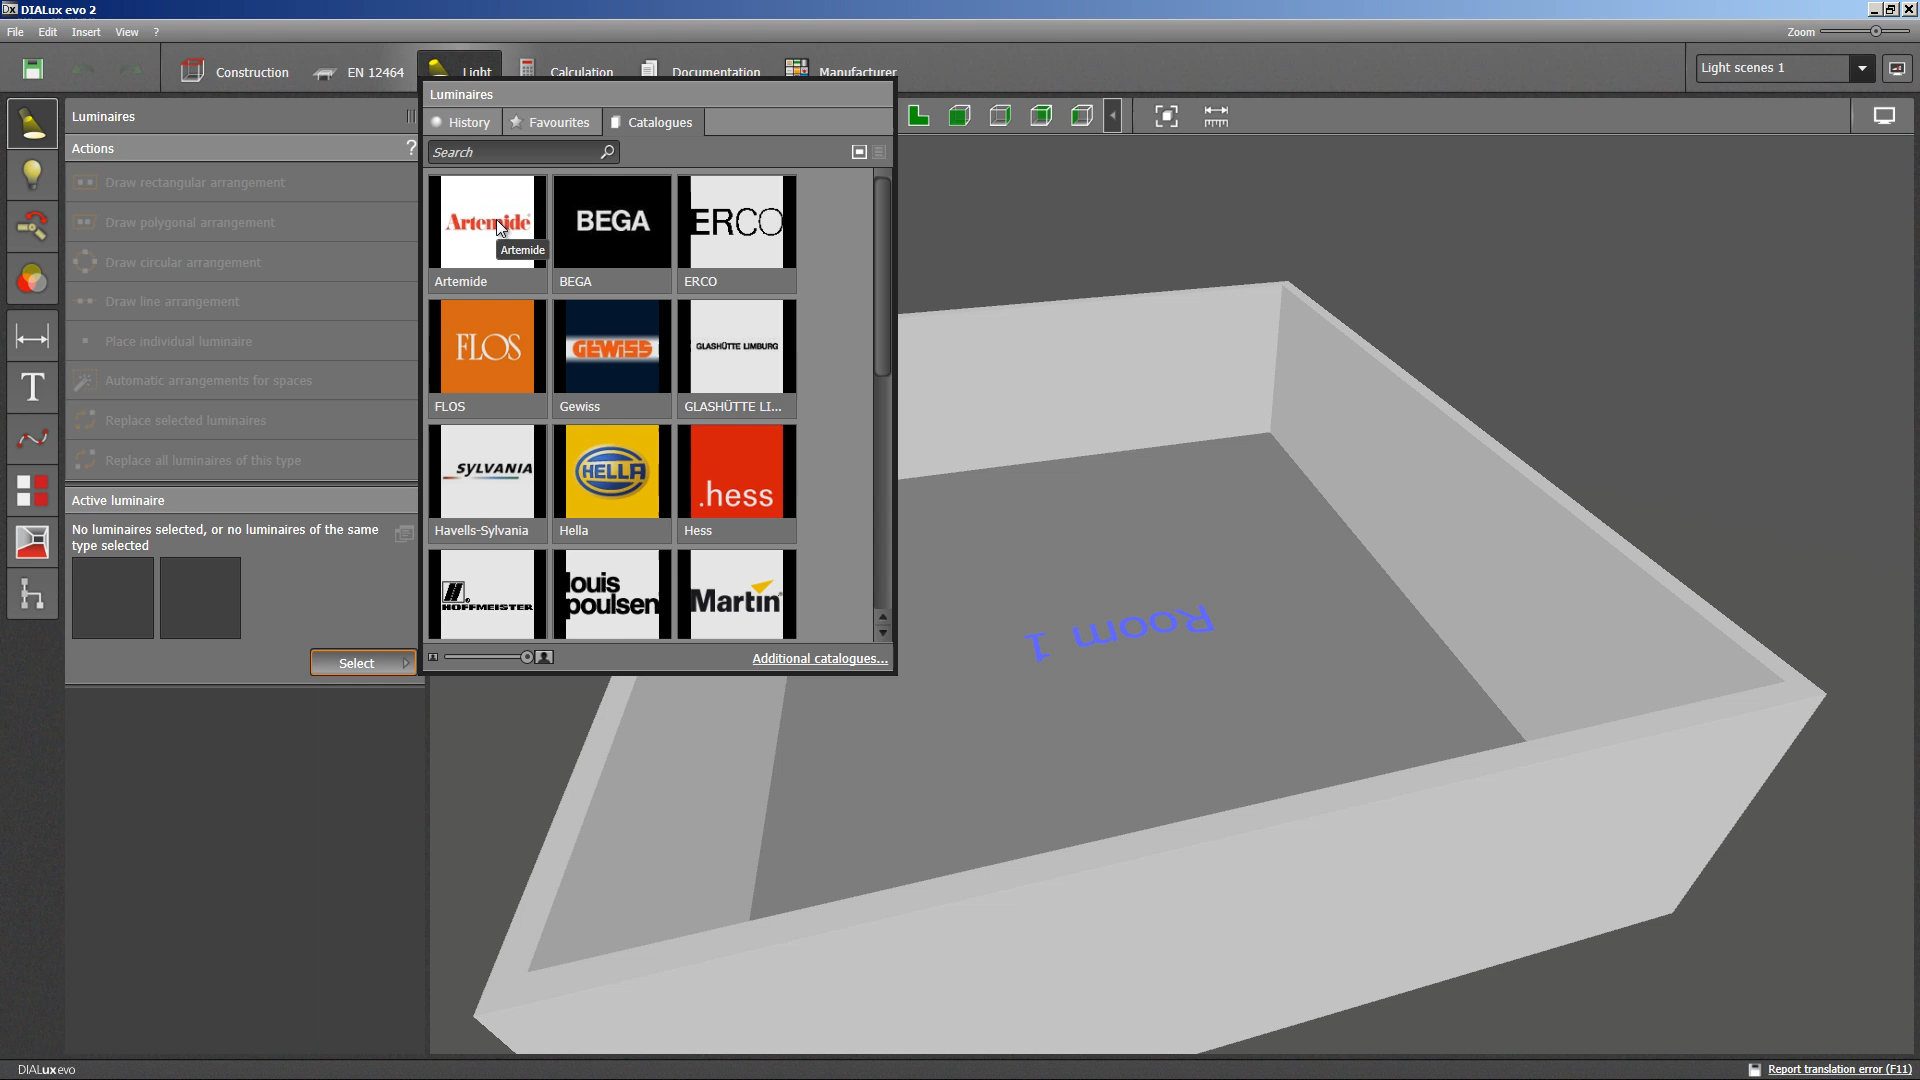 DIALux evo 2
File Edit Insert View ? Zoom
Construction EN 12464 Light Calculation Documentation Manufacturer Light scenes 1
Luminaires
Actions ?
Draw rectangular arrangement
Draw polygonal arrangement
Draw circular arrangement
Draw line arrangement
Place individual luminaire
Automatic arrangements for spaces
Replace selected luminaires
Replace all luminaires of this type
Active luminaire
No luminaires selected, or no luminaires of the same
type selected
Select
Luminaires
History Favourites Catalogues
Search
Artemide BEGA ERCO
Artemide
Artemide BEGA ERCO
FLOS GEWISS GLASHÜTTE LIMBURG
FLOS Gewiss GLASHÜTTE LI...
SYLVANIA HELLA .hess
Havells-Sylvania Hella Hess
HOFFMEISTER louis poulsen Martin
Additional catalogues...
Room 1
DIALux evo
Report translation error (F11)